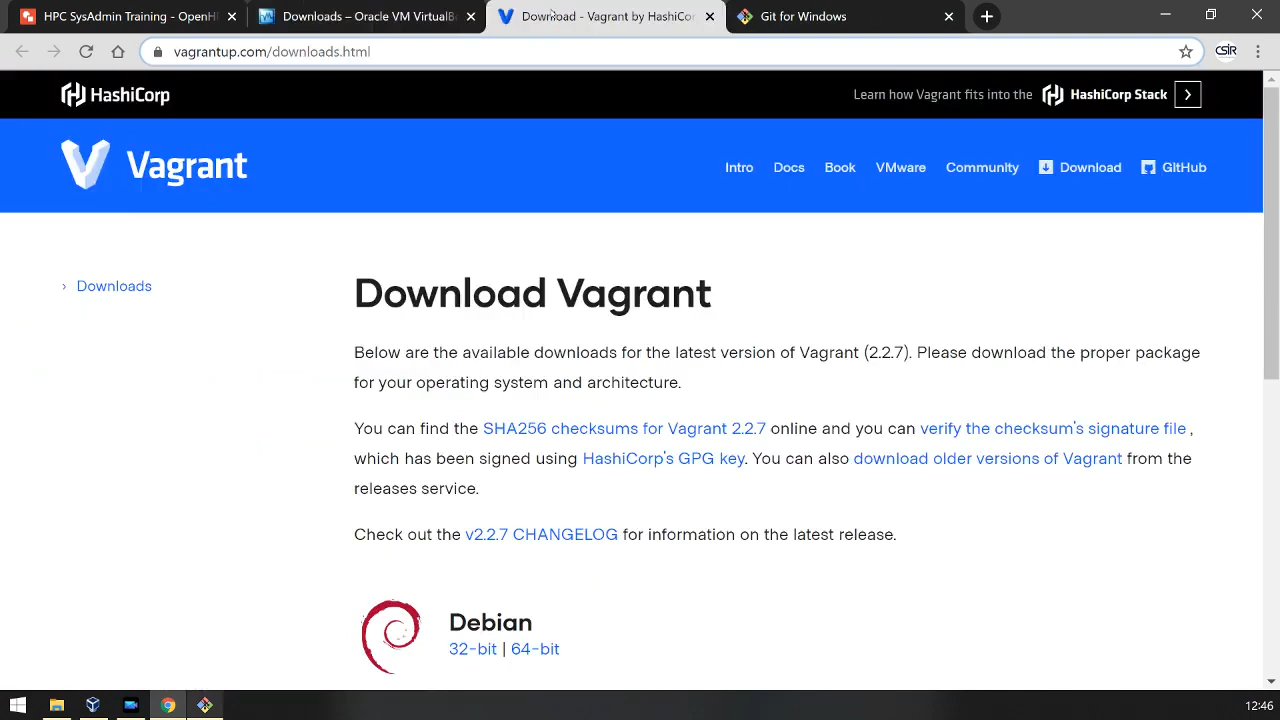 HPC SysAdmin Training - OpenH
Downloads – Oracle VM VirtualB
Download - Vagrant by HashiCo
Git for Windows
vagrantup.com/downloads.html
CSIR
HashiCorp
Learn how Vagrant fits into the HashiCorp Stack
Vagrant
Intro
Docs
Book
VMware
Community
Download
GitHub
Downloads
Download Vagrant
Below are the available downloads for the latest version of Vagrant (2.2.7). Please download the proper package
for your operating system and architecture.
You can find the SHA256 checksums for Vagrant 2.2.7 online and you can verify the checksum's signature file ,
which has been signed using HashiCorp's GPG key. You can also download older versions of Vagrant from the
releases service.
Check out the v2.2.7 CHANGELOG for information on the latest release.
Debian
32-bit | 64-bit
12:46